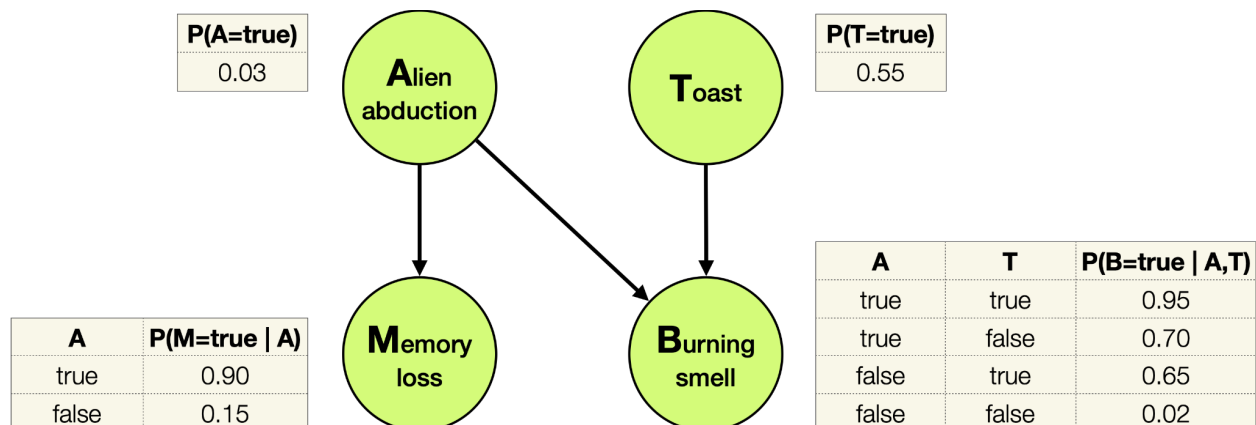 P(A=true)
0.03
Alien
abduction
Toast
P(T=true)
0.55
A P(M=true | A)
true 0.90
false 0.15
Memory
loss
Burning
smell
A T P(B=true | A,T)
true true 0.95
true false 0.70
false true 0.65
false false 0.02